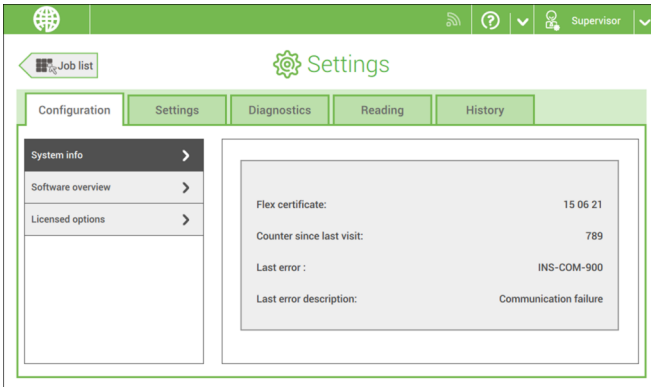 Supervisor
Job list
Settings
Configuration
Settings
Diagnostics
Reading
History
System info
Software overview
Licensed options
Flex certificate: 15 06 21
Counter since last visit: 789
Last error : INS-COM-900
Last error description: Communication failure